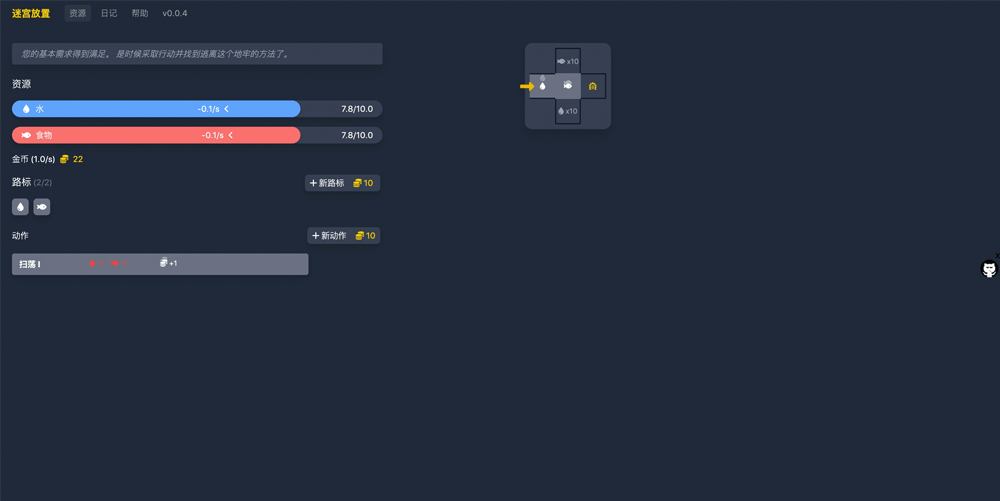 迷宫放置 资源 日记 帮助 v0.0.4
您的基本需求得到满足。 是时候采取行动并找到逃离这个地牢的方法了。
资源
水 -0.1/s 7.8/10.0
食物 -0.1/s 7.8/10.0
金币 (1.0/s) 22
路标 (2/2) + 新路标 10
动作 + 新动作 10
扫荡 I +1
x10
x10